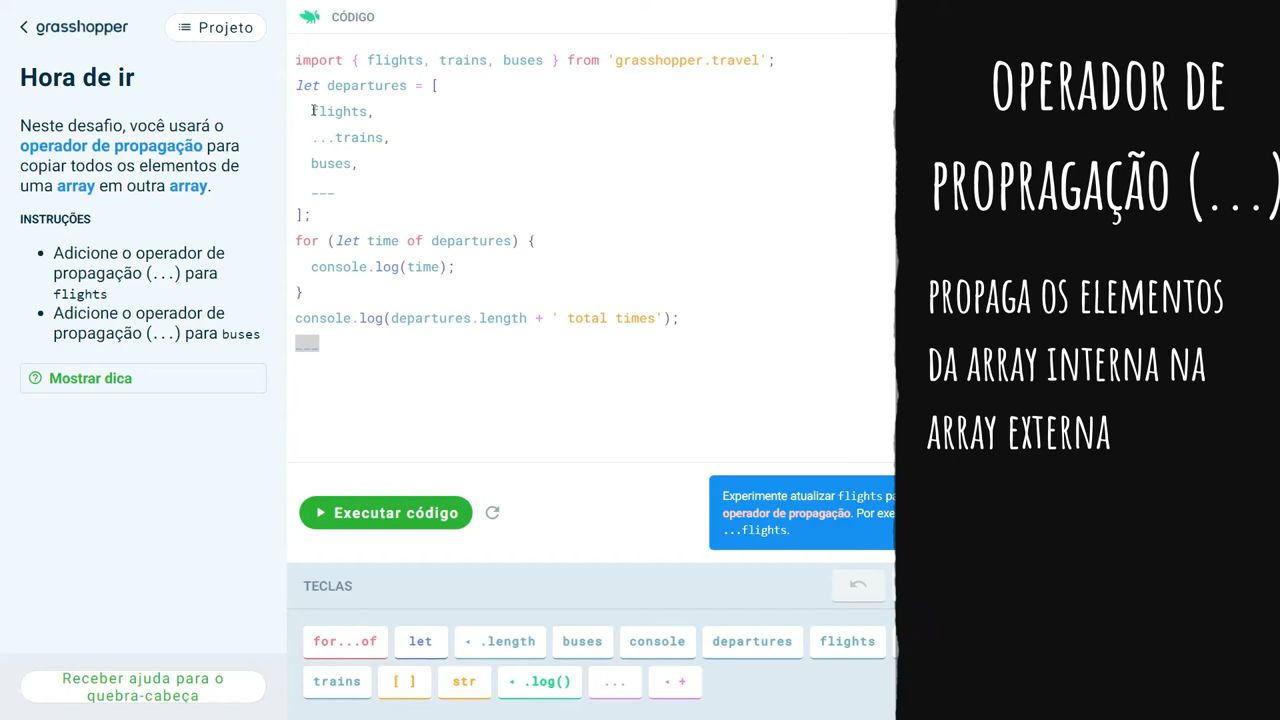 grasshopper
Projeto
Hora de ir
Neste desafio, você usará o
operador de propagação para
copiar todos os elementos de
uma array em outra array.
INSTRUÇÕES
Adicione o operador de
propagação (...) para
flights
Adicione o operador de
propagação (...) para buses
Mostrar dica
Receber ajuda para o
quebra-cabeça
CÓDIGO
import { flights, trains, buses } from 'grasshopper.travel';
let departures = [
flights,
...trains,
buses,
___
];
for (let time of departures) {
console.log(time);
}
console.log(departures.length + ' total times');
___
Executar código
Experimente atualizar flights
operador de propagação. Por
...flights.
TECLAS
for...of
let
.length
buses
console
departures
flights
trains
[ ]
str
.log()
...
+
OPERADOR DE
PROPRAGAÇÃO (...)
PROPAGA OS ELEMENTOS
DA ARRAY INTERNA NA
ARRAY EXTERNA